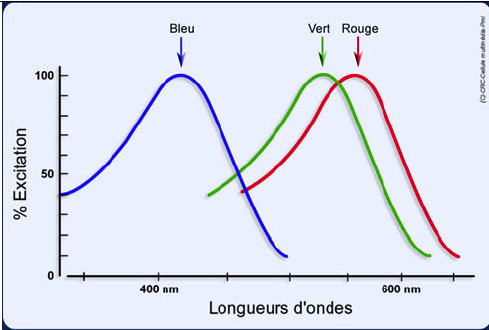 Bleu
Vert
Rouge
100
50
0
% Excitation
400 nm
600 nm
Longueurs d'ondes